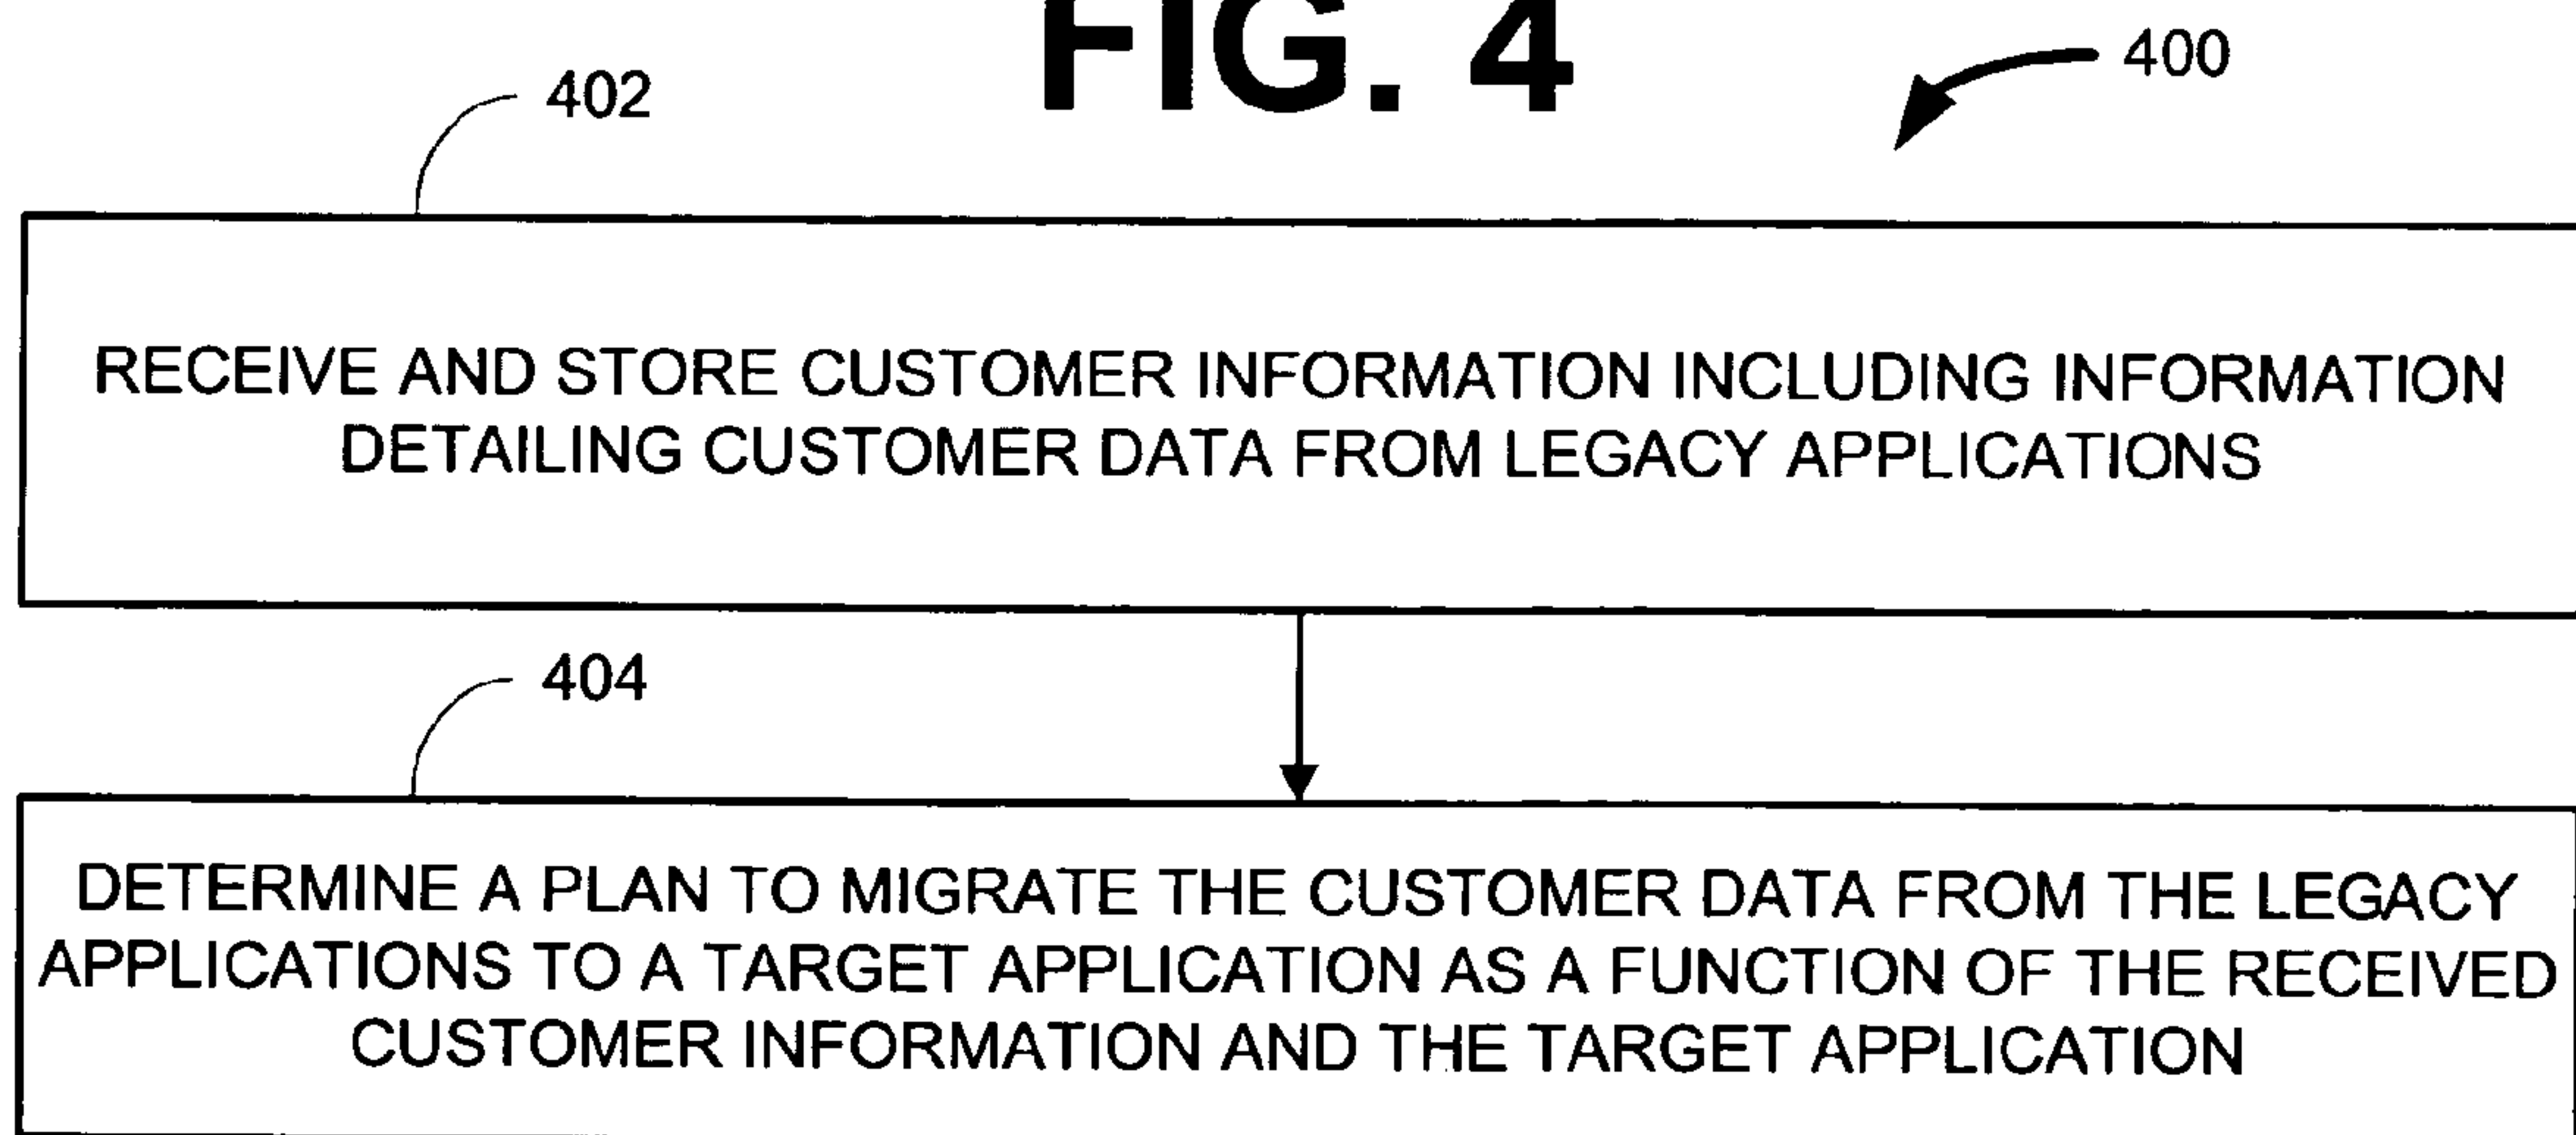 FIG. 4
400
402
RECEIVE AND STORE CUSTOMER INFORMATION INCLUDING INFORMATION
DETAILING CUSTOMER DATA FROM LEGACY APPLICATIONS
404
DETERMINE A PLAN TO MIGRATE THE CUSTOMER DATA FROM THE LEGACY
APPLICATIONS TO A TARGET APPLICATION AS A FUNCTION OF THE RECEIVED
CUSTOMER INFORMATION AND THE TARGET APPLICATION